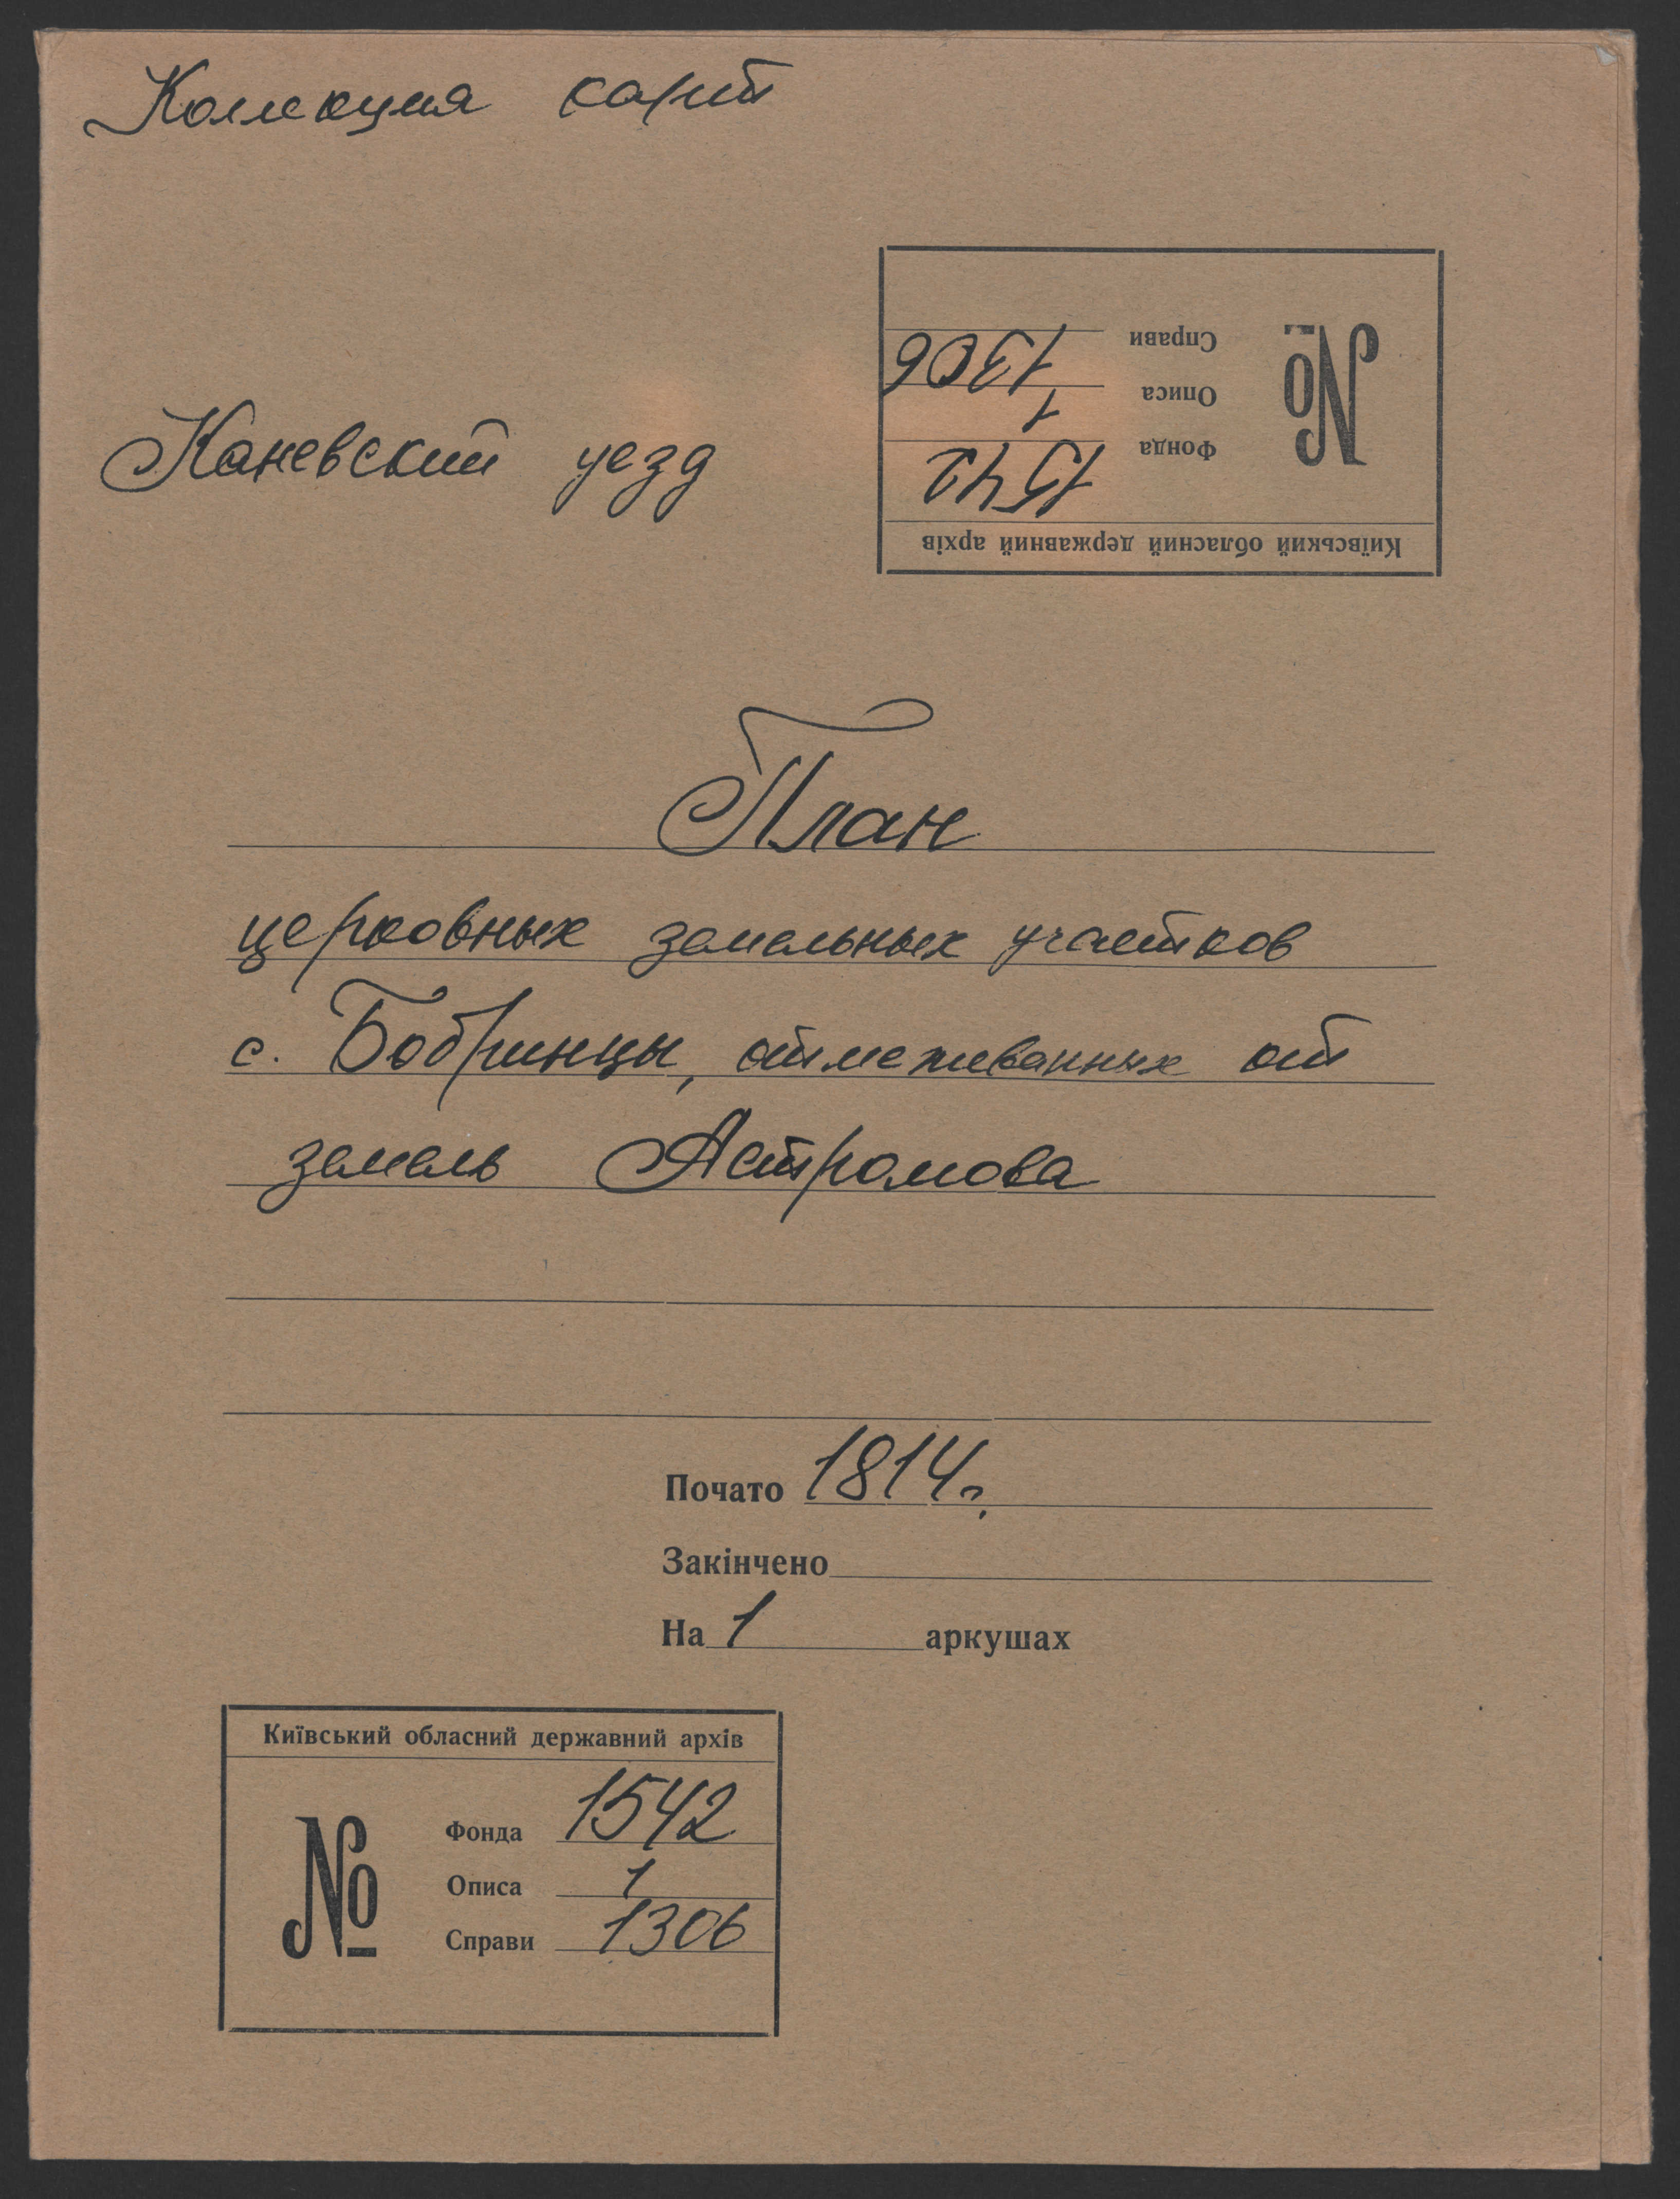 Коллекция карт
Киівський обласний державний архів
№
Фонда 1542
Описа 1
Справи 1306
Каневский уезд
План
церковных земельных участков
с. Бобринцы, отмежеванных от
земель Астромова
Почато 1814 г.
Закінчено
На 1 аркушах
Київський обласний державний архів
№
Фонда 1542
Описа 1
Справи 1306